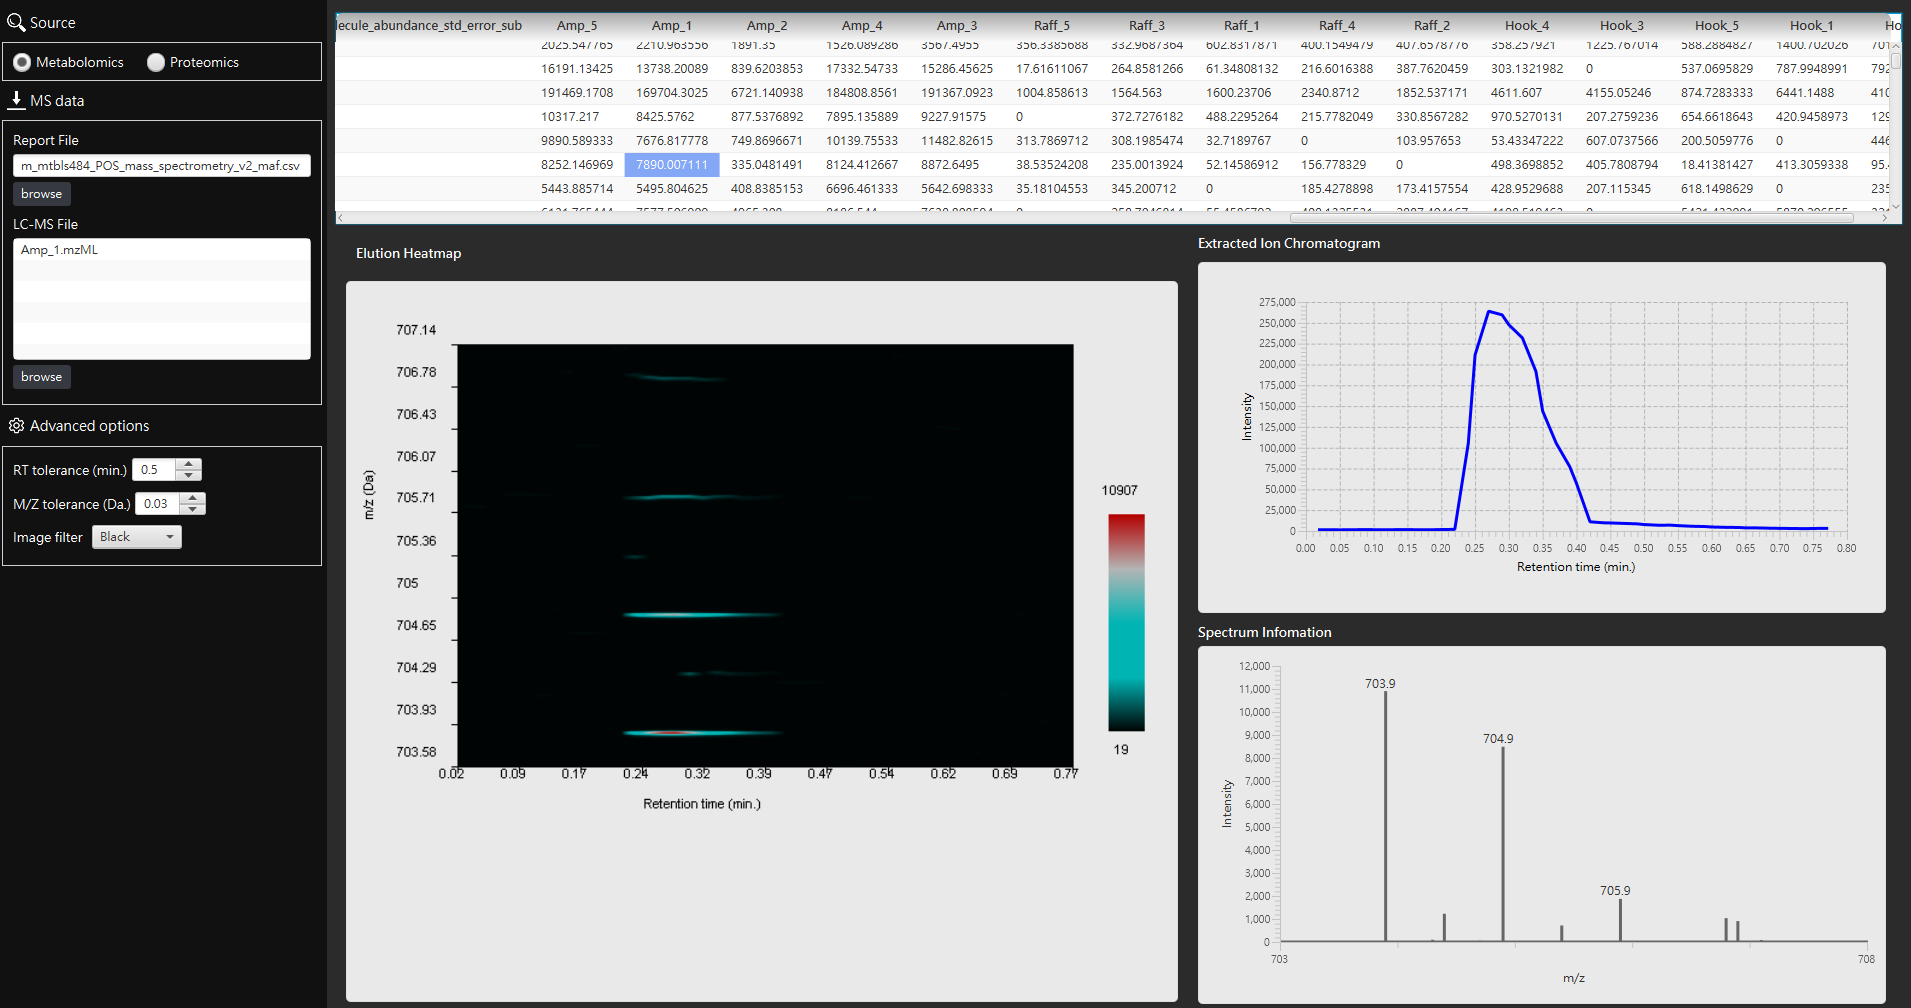 Source
Metabolomics Proteomics
MS data
Report File
m_mtbls484_POS_mass_spectrometry_v2_maf.csv
browse
LC-MS File
Amp_1.mzML
browse
Advanced options
RT tolerance (min.) 0.5
M/Z tolerance (Da.) 0.03
Image filter Black
lecule_abundance_std_error_sub Amp_5 Amp_1 Amp_2 Amp_4 Amp_3 Raff_5 Raff_3 Raff_1 Raff_4 Raff_2 Hook_4 Hook_3 Hook_5 Hook_1 Ho
2025.547765 2210.963556 1891.35 1526.089286 3567.4955 356.3385688 332.9687364 602.8317871 400.1549479 407.6578776 358.257921 1225.767014 588.2884827 1400.702026 701
16191.13425 13738.20089 839.6203853 17332.54733 15286.45625 17.61611067 264.8581266 61.34808132 216.6016388 387.7620459 303.1321982 0 537.0695829 787.9948991 792
191469.1708 169704.3025 6721.140938 184808.8561 191367.0923 1004.858613 1564.563 1600.23706 2340.8712 1852.537171 4611.607 4155.05246 874.7283333 6441.1488 410
10317.217 8425.5762 877.5376892 7895.135889 9227.91575 0 372.7276182 488.2295264 215.7782049 330.8567282 970.5270131 207.2759236 654.6618643 420.9458973 129
9890.589333 7676.817778 749.8696671 10139.75533 11482.82615 313.7869712 308.1985474 32.7189767 0 103.957653 53.43347222 607.0737566 200.5059776 0 446
8252.146969 7890.007111 335.0481491 8124.412667 8872.6495 38.53524208 235.0013924 52.14586912 156.778329 0 498.3698852 405.7808794 18.41381427 413.3059338 95.4
5443.885714 5495.804625 408.8385153 6696.461333 5642.698333 35.18104553 345.200712 0 185.4278898 173.4157554 428.9529688 207.115345 618.1498629 0 235
Elution Heatmap
707.14
706.78
706.43
706.07
705.71
705.36
705
704.65
704.29
703.93
703.58
m/z (Da)
0.02 0.09 0.17 0.24 0.32 0.39 0.47 0.54 0.62 0.69 0.77
Retention time (min.)
10907
19
Extracted Ion Chromatogram
275,000
250,000
225,000
200,000
175,000
150,000
125,000
100,000
75,000
50,000
25,000
0
Intensity
0.00 0.05 0.10 0.15 0.20 0.25 0.30 0.35 0.40 0.45 0.50 0.55 0.60 0.65 0.70 0.75 0.80
Retention time (min.)
Spectrum Infomation
12,000
11,000
10,000
9,000
8,000
7,000
6,000
5,000
4,000
3,000
2,000
1,000
0
Intensity
703.9
704.9
705.9
703 708
m/z